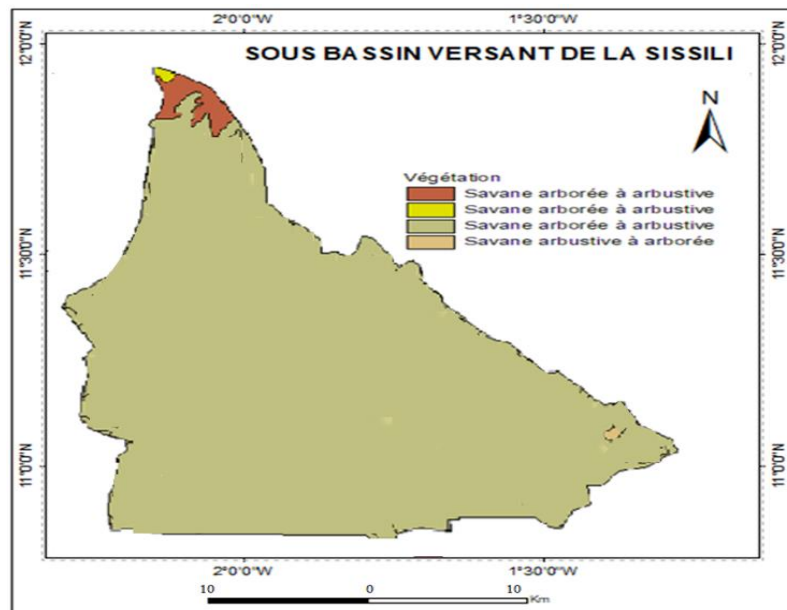 2°0'0"W 1°30'0"W
12°0'0"N 12°0'0"N
SOUS BASSIN VERSANT DE LA SISSILI
N
Végétation
Savane arborée à arbustive
Savane arborée à arbustive
Savane arborée à arbustive
Savane arbustive à arborée
11°30'0"N 11°30'0"N
11°0'0"N 11°0'0"N
2°0'0"W 1°30'0"W
10 0 10
Km